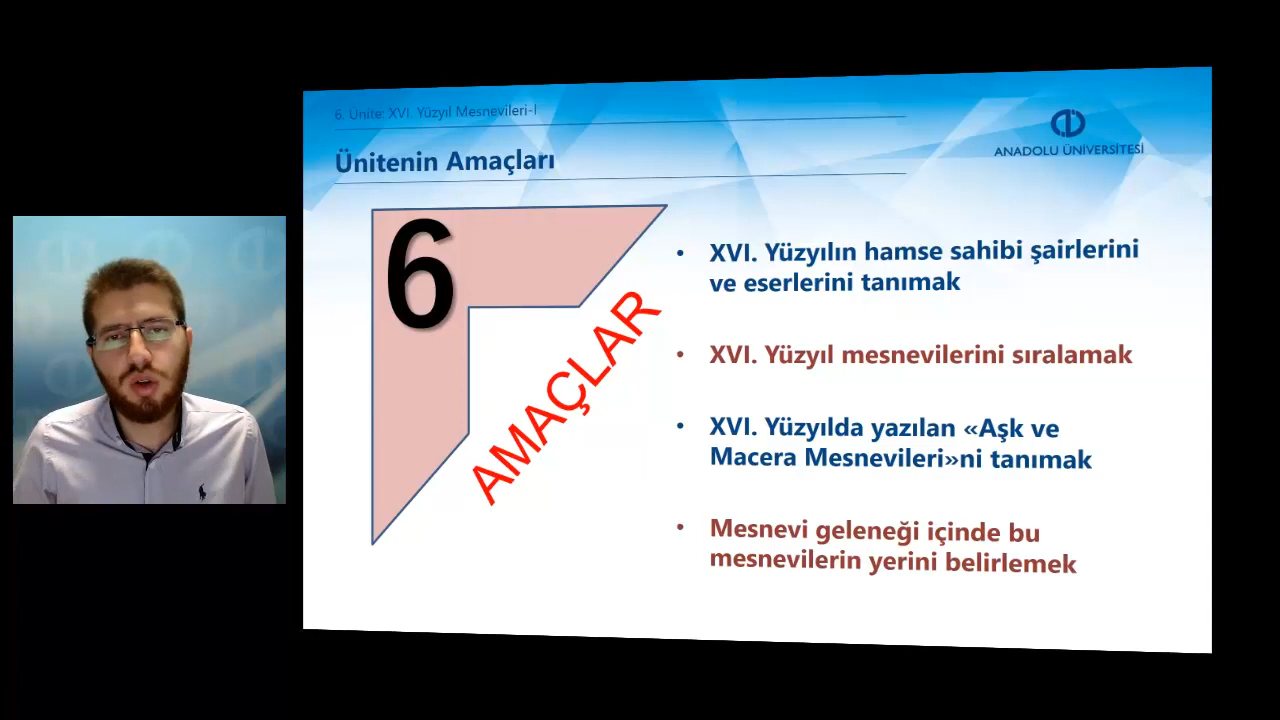 6. Ünite: XVI. Yüzyıl Mesnevileri-I
Ünitenin Amaçları
ANADOLU ÜNİVERSİTESİ
6
AMAÇLAR
• XVI. Yüzyılın hamse sahibi şairlerini
ve eserlerini tanımak
• XVI. Yüzyıl mesnevilerini sıralamak
• XVI. Yüzyılda yazılan «Aşk ve
Macera Mesnevileri»ni tanımak
• Mesnevi geleneği içinde bu
mesnevilerin yerini belirlemek